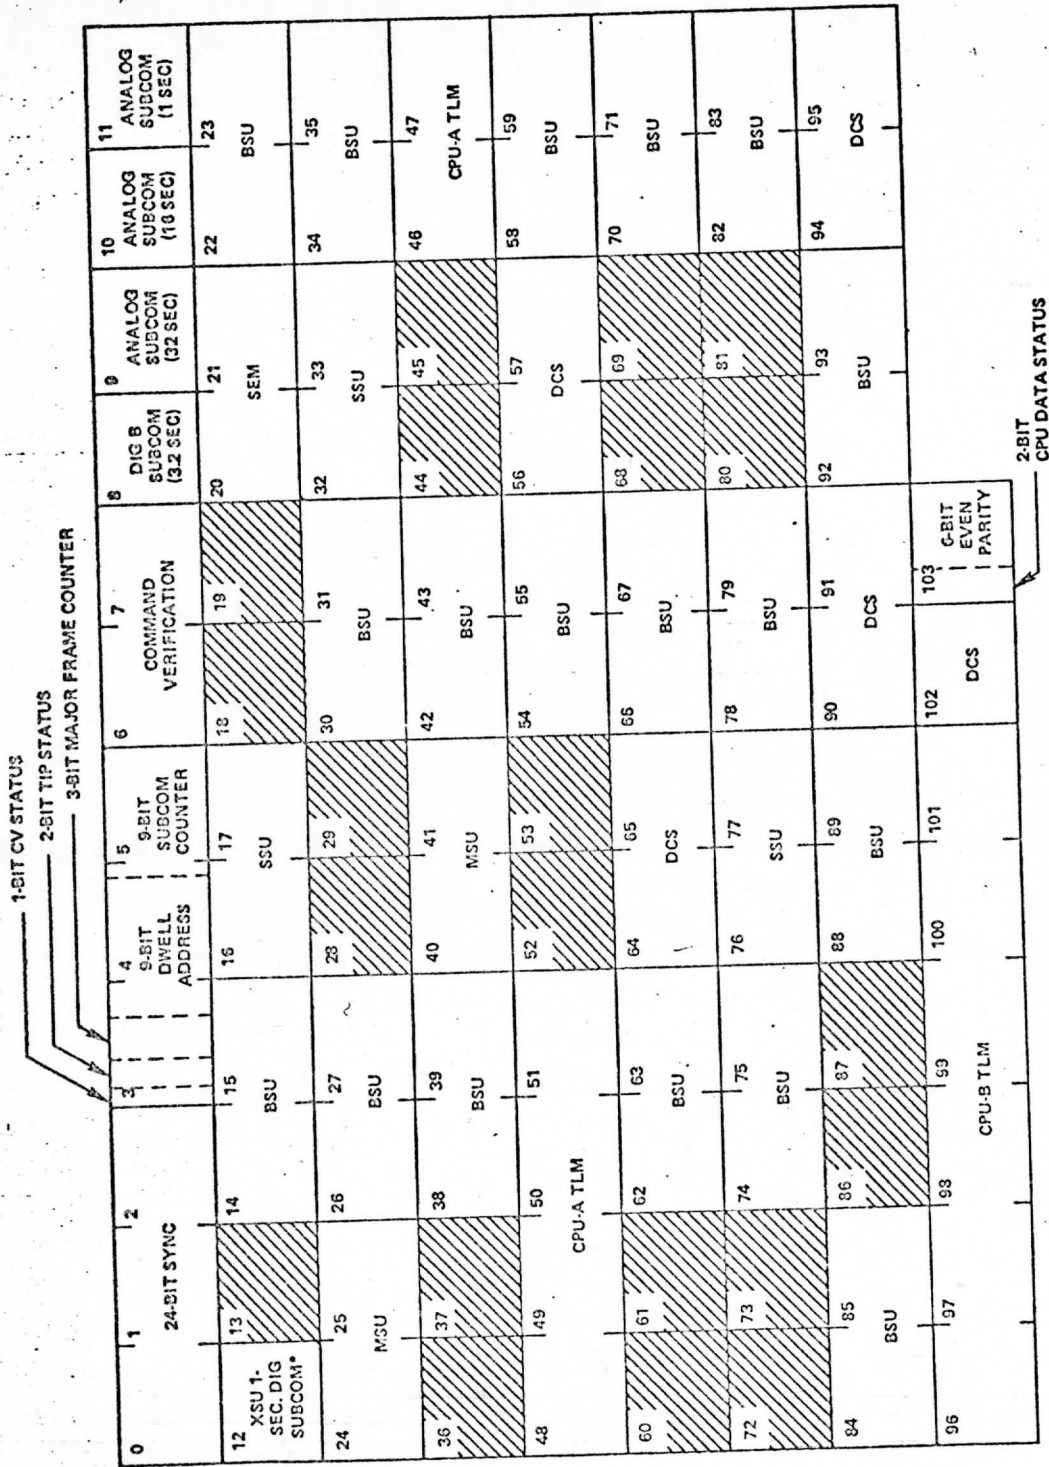 1-BIT CV STATUS
2-BIT TIP STATUS
3-BIT MAJOR FRAME COUNTER
0 1 2 3 4 5 6 7 8 9 10 11
24-BIT SYNC
9-BIT
DWELL
ADDRESS
9-BIT
SUBCOM
COUNTER
COMMAND
VERIFICATION
DIG B
SUBCOM
(3.2 SEC)
ANALOG
SUBCOM
(32 SEC)
ANALOG
SUBCOM
(16 SEC)
ANALOG
SUBCOM
(1 SEC)
12 13 14 15 16 17 18 19 20 21 22 23
XSU 1-
SEC. DIG
SUBCOM*
BSU SSU SEM BSU
24 25 26 27 28 29 30 31 32 33 34 35
MSU BSU BSU SSU BSU
36 37 38 39 40 41 42 43 44 45 46 47
BSU MSU BSU CPU-A TLM
48 49 50 51 52 53 54 55 56 57 58 59
CPU-A TLM BSU DCS BSU
60 61 62 63 64 65 66 67 68 69 70 71
BSU DCS BSU BSU
72 73 74 75 76 77 78 79 80 81 82 83
BSU SSU BSU BSU
84 85 86 87 88 89 90 91 92 93 94 95
BSU BSU DCS BSU DCS
96 97 98 99 100 101 102 103
CPU-B TLM DCS
6-BIT
EVEN
PARITY
2-BIT
CPU DATA STATUS